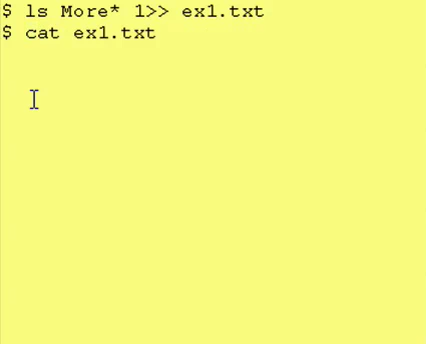 $ ls More* 1>> ex1.txt
$ cat ex1.txt